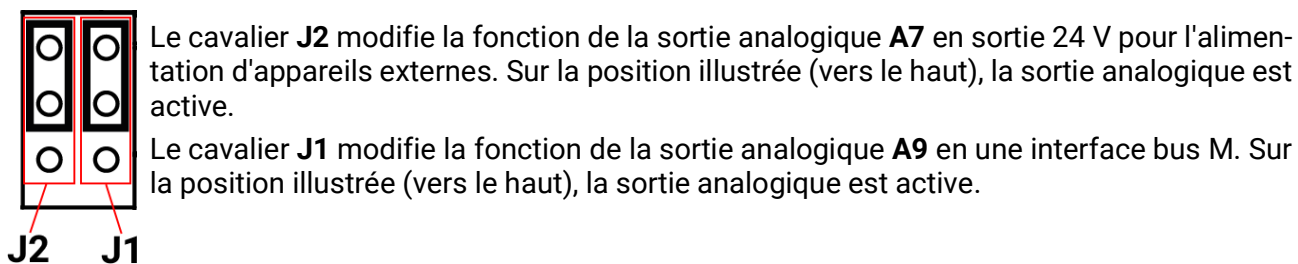 Le cavalier J2 modifie la fonction de la sortie analogique A7 en sortie 24 V pour l'alimen-
tation d'appareils externes. Sur la position illustrée (vers le haut), la sortie analogique est
active.
Le cavalier J1 modifie la fonction de la sortie analogique A9 en une interface bus M. Sur
la position illustrée (vers le haut), la sortie analogique est active.
J2 J1